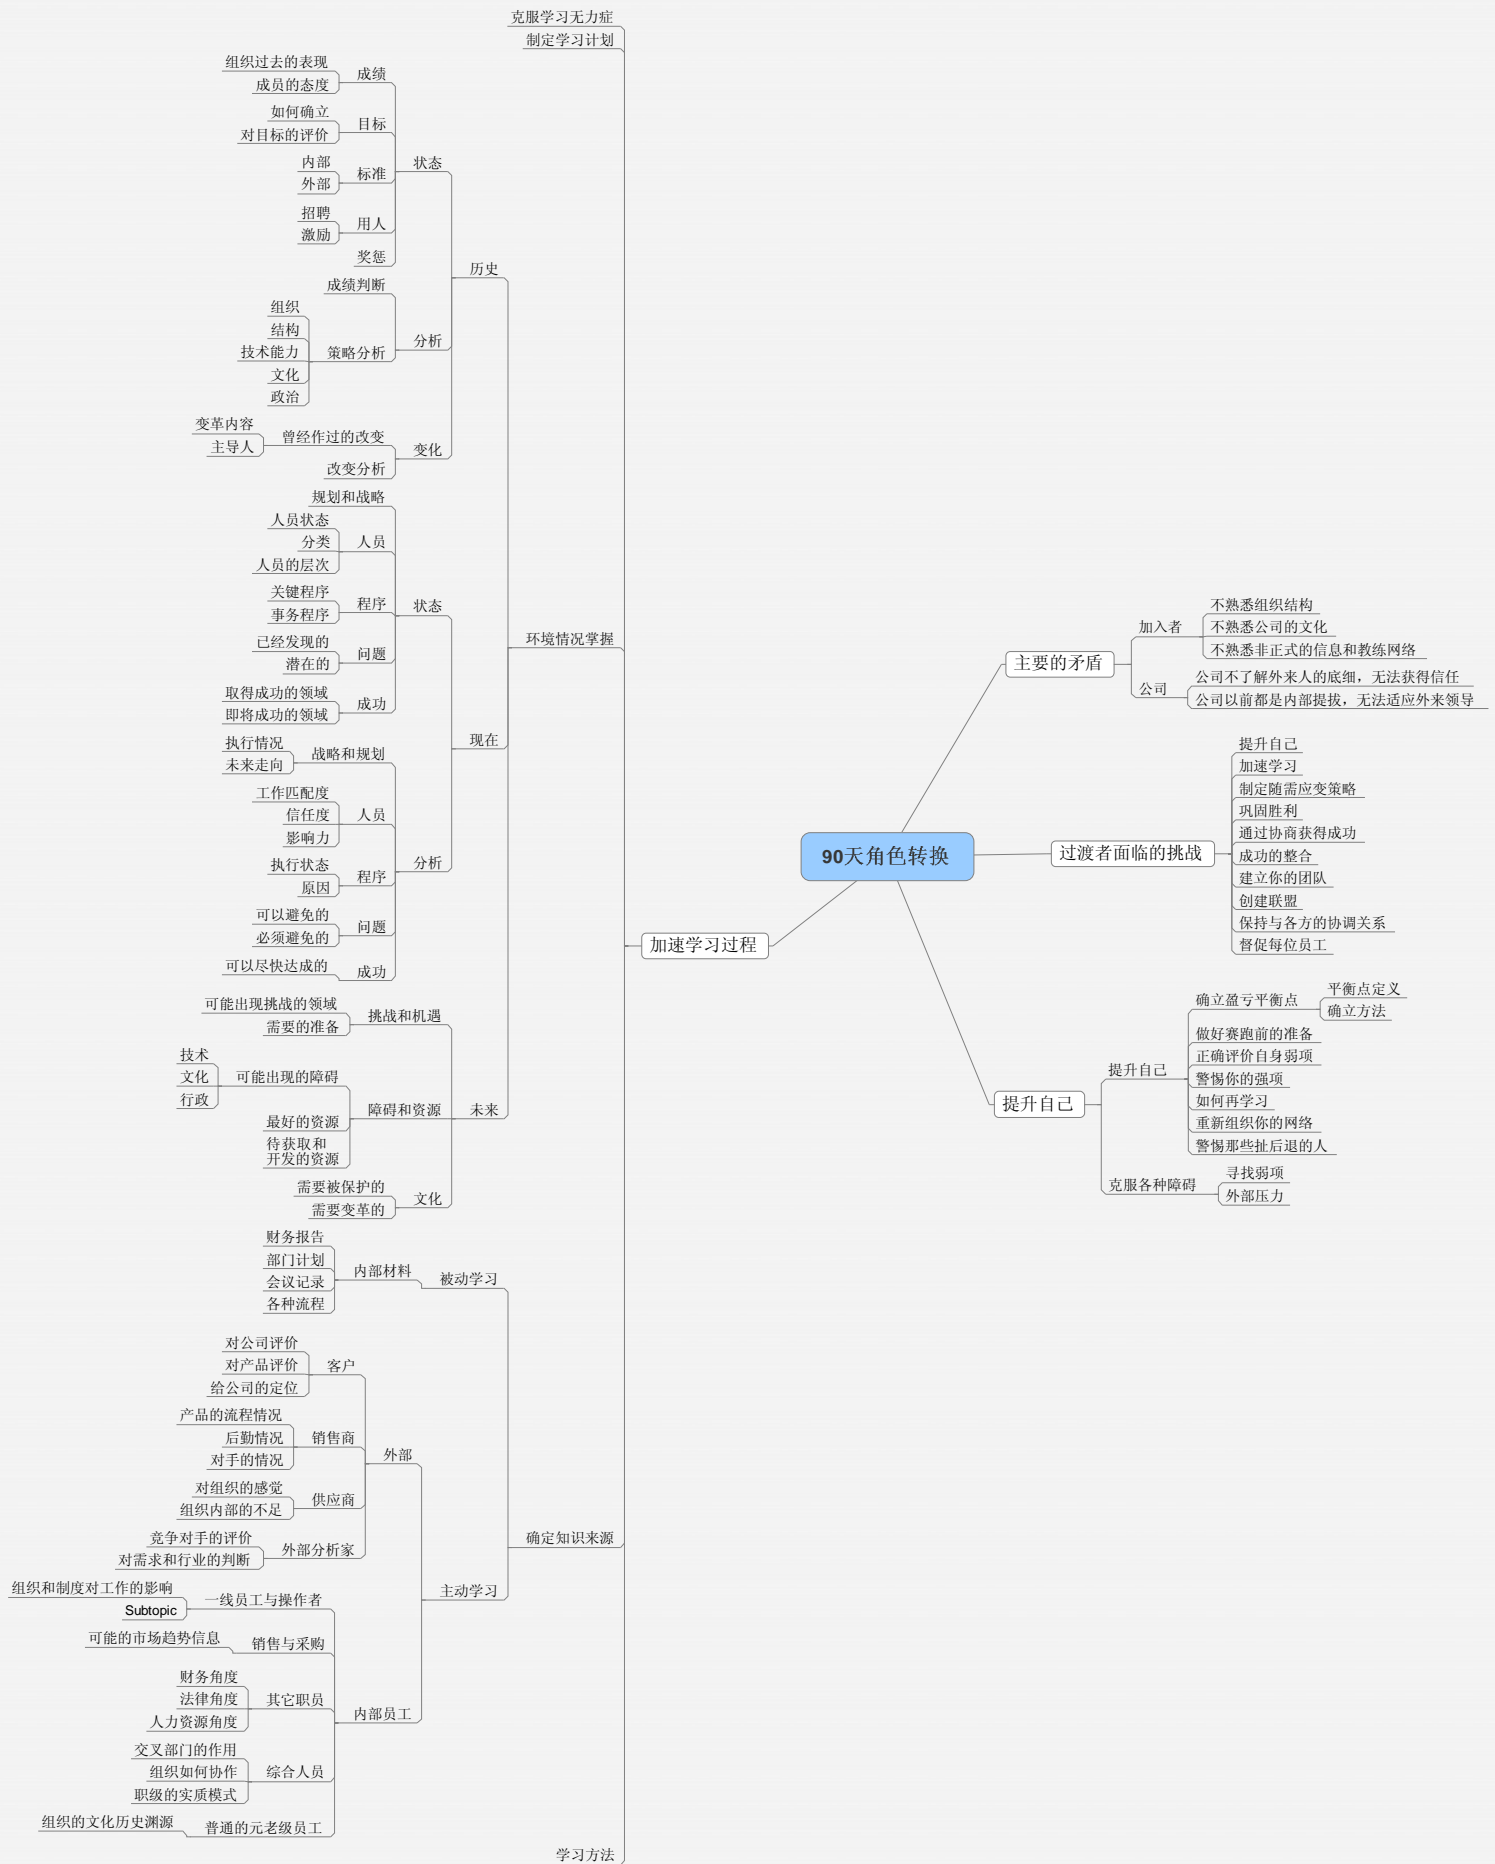 90天角色转换
主要的矛盾
加入者
不熟悉组织结构
不熟悉公司的文化
不熟悉非正式的信息和教练网络
公司
公司不了解外来人的底细，无法获得信任
公司以前都是内部提拔，无法适应外来领导
过渡者面临的挑战
提升自己
加速学习
制定随需应变策略
巩固胜利
通过协商获得成功
成功的整合
建立你的团队
创建联盟
保持与各方的协调关系
督促每位员工
提升自己
提升自己
确立盈亏平衡点
平衡点定义
确立方法
做好赛跑前的准备
正确评价自身弱项
警惕你的强项
如何再学习
重新组织你的网络
警惕那些扯后退的人
克服各种障碍
寻找弱项
外部压力
加速学习过程
克服学习无力症
制定学习计划
环境情况掌握
历史
状态
成绩
组织过去的表现
成员的态度
目标
如何确立
对目标的评价
标准
内部
外部
用人
招聘
激励
奖惩
分析
成绩判断
策略分析
组织
结构
技术能力
文化
政治
变化
曾经作过的改变
变革内容
主导人
改变分析
现在
状态
规划和战略
人员
人员状态
分类
人员的层次
程序
关键程序
事务程序
问题
已经发现的
潜在的
成功
取得成功的领域
即将成功的领域
分析
战略和规划
执行情况
未来走向
人员
工作匹配度
信任度
影响力
程序
执行状态
原因
问题
可以避免的
必须避免的
成功
可以尽快达成的
未来
挑战和机遇
可能出现挑战的领域
需要的准备
障碍和资源
可能出现的障碍
技术
文化
行政
最好的资源
待获取和
开发的资源
文化
需要被保护的
需要变革的
确定知识来源
被动学习
内部材料
财务报告
部门计划
会议记录
各种流程
主动学习
外部
客户
对公司评价
对产品评价
给公司的定位
销售商
产品的流程情况
后勤情况
对手的情况
供应商
对组织的感觉
组织内部的不足
外部分析家
竞争对手的评价
对需求和行业的判断
内部员工
一线员工与操作者
组织和制度对工作的影响
Subtopic
销售与采购
可能的市场趋势信息
其它职员
财务角度
法律角度
人力资源角度
综合人员
交叉部门的作用
组织如何协作
职级的实质模式
普通的元老级员工
组织的文化历史渊源
学习方法